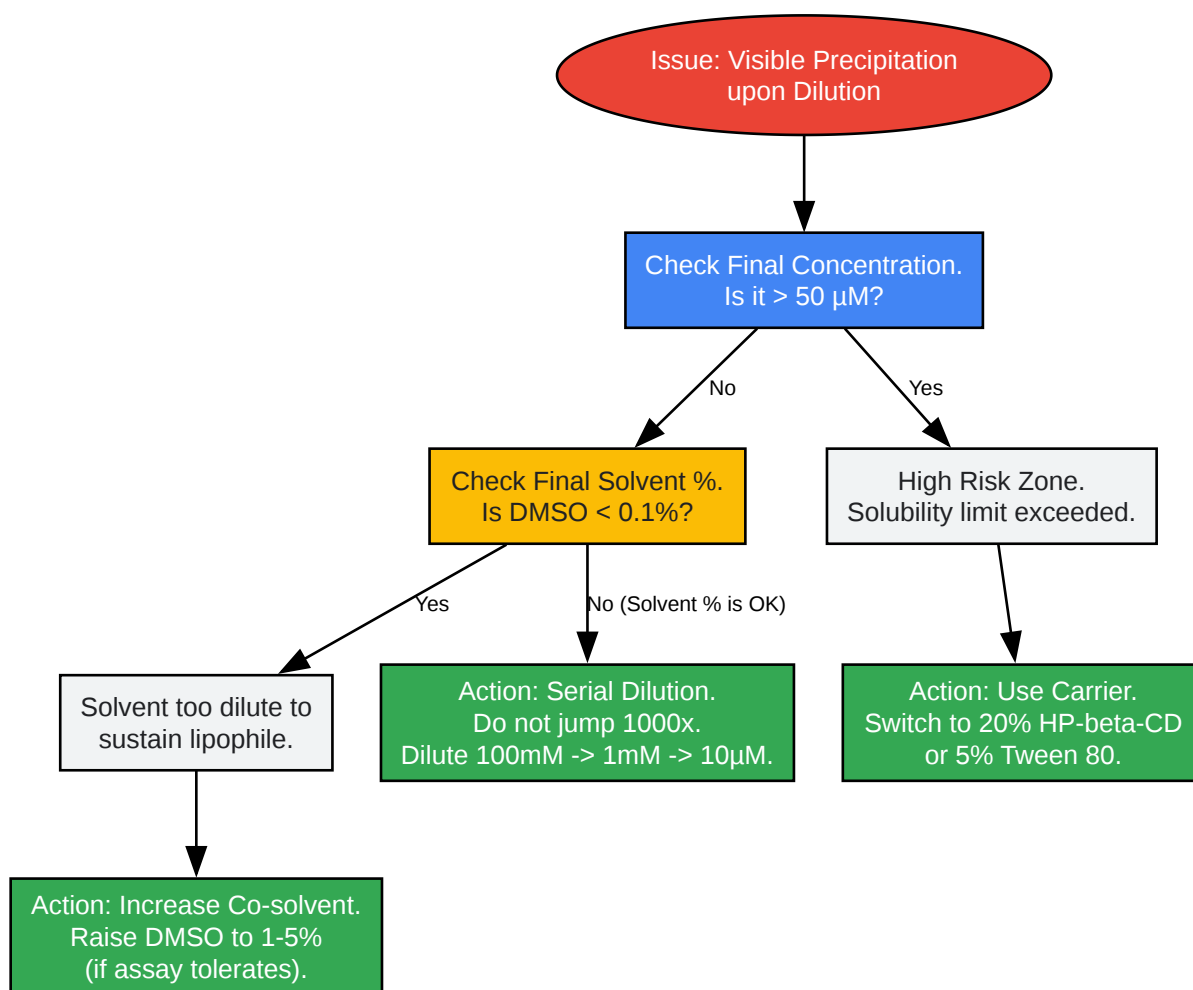 Issue: Visible Precipitation
upon Dilution
Check Final Concentration.
Is it > 50 µM?
No
Yes
Check Final Solvent %.
Is DMSO < 0.1%?
High Risk Zone.
Solubility limit exceeded.
Yes
No (Solvent % is OK)
Solvent too dilute to
sustain lipophile.
Action: Serial Dilution.
Do not jump 1000x.
Dilute 100mM -> 1mM -> 10µM.
Action: Use Carrier.
Switch to 20% HP-beta-CD
or 5% Tween 80.
Action: Increase Co-solvent.
Raise DMSO to 1-5%
(if assay tolerates).